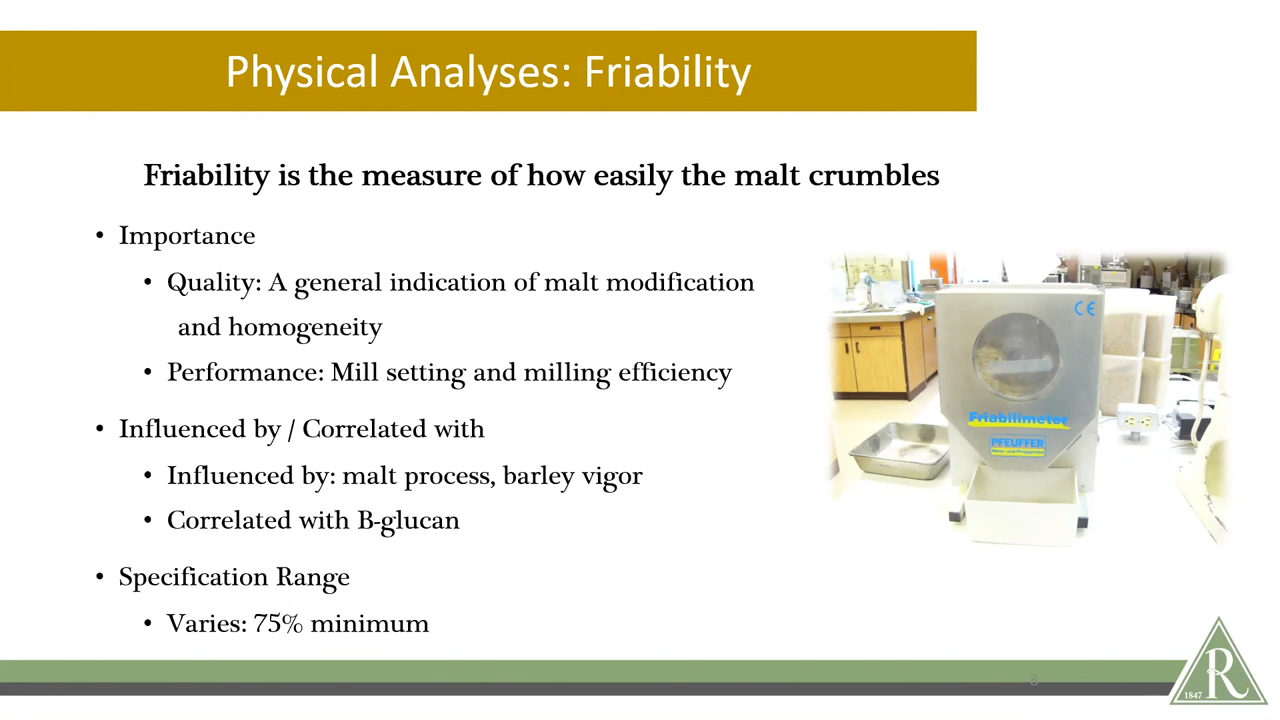 Physical Analyses: Friability
Friability is the measure of how easily the malt crumbles
• Importance
• Quality: A general indication of malt modification
and homogeneity
• Performance: Mill setting and milling efficiency
• Influenced by / Correlated with
• Influenced by: malt process, barley vigor
• Correlated with B-glucan
• Specification Range
• Varies: 75% minimum
CE
Friabilimeter
PFEUFFER
8
R
1847